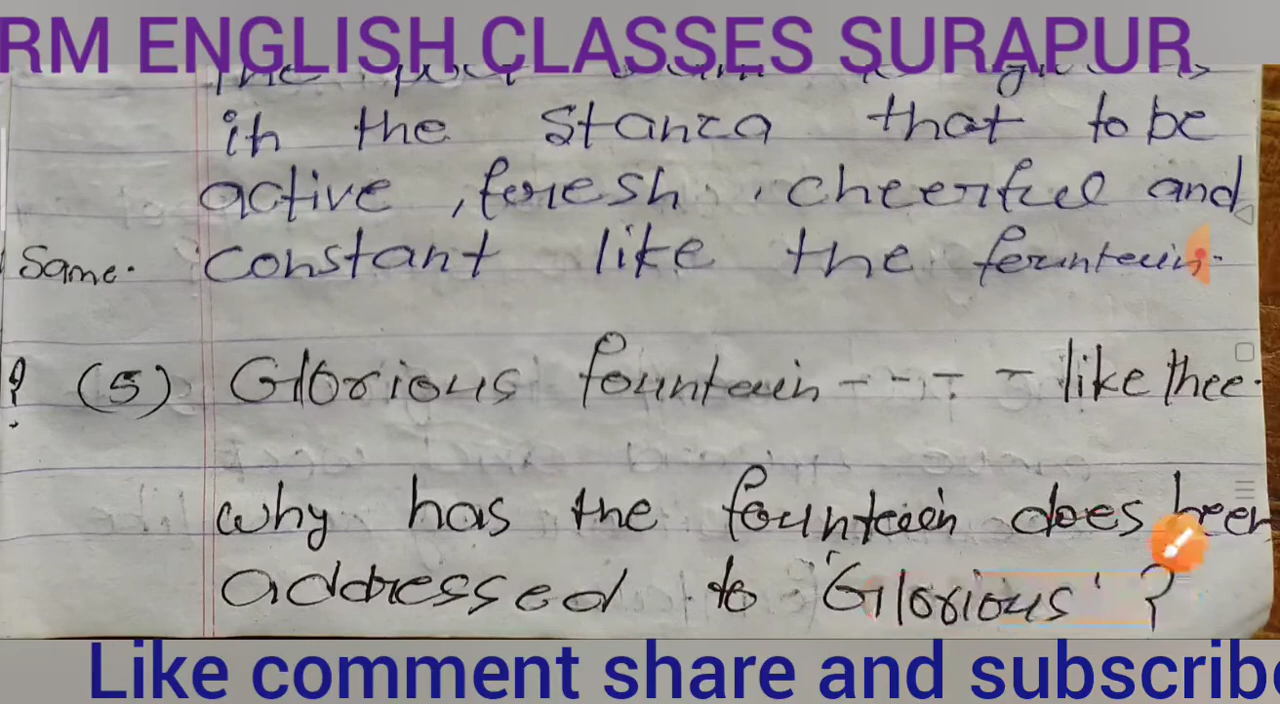 RM ENGLISH CLASSES SURAPUR
in the Stanza that to be
active, fresh, cheerful and
Same. constant like the fountain.
? (5) Glorious fountain - - - - like thee.
why has the fountain does been
addressed to 'Glorious' ?
Like comment share and subscribe